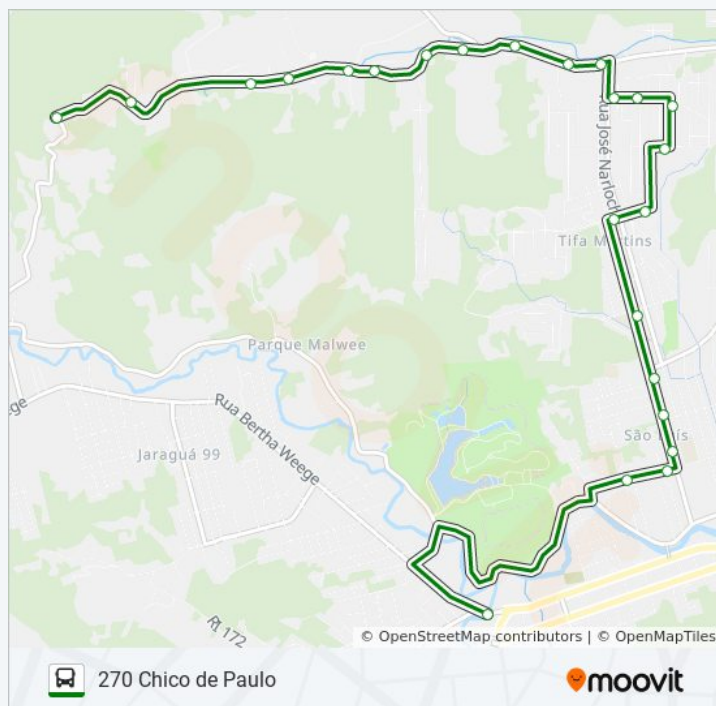 Rua José Narloch
Tifa Martins
Parque Malwee
ge
Rua Bertha Weege
Jaraguá 99
São Luís
Rt 172
© OpenStreetMap contributors | © OpenMapTiles
270 Chico de Paulo
moovit